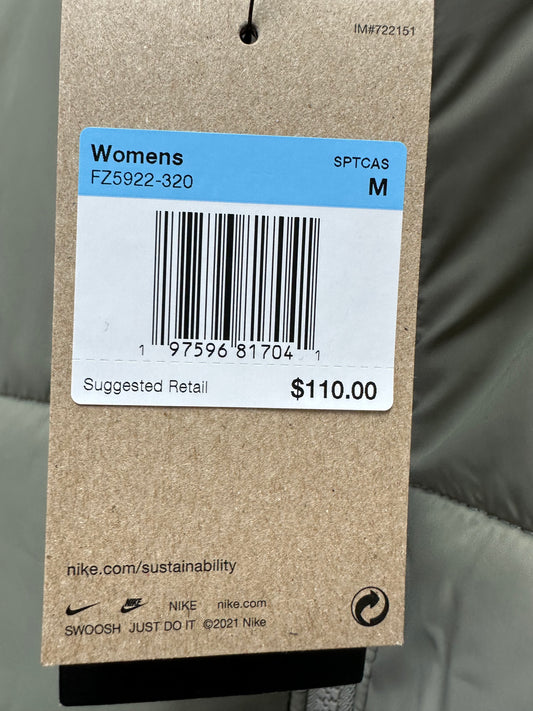 IM#722151
Womens SPTCAS
FZ5922-320 M
1 97596 81704 1
Suggested Retail $110.00
nike.com/sustainability
NIKE nike.com
SWOOSH JUST DO IT ©2021 Nike